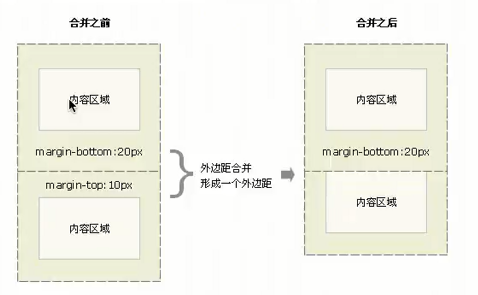 合并之前
合并之后
内容区域
内容区域
margin-bottom:20px
margin-bottom:20px
margin-top:10px
外边距合并
形成一个外边距
内容区域
内容区域